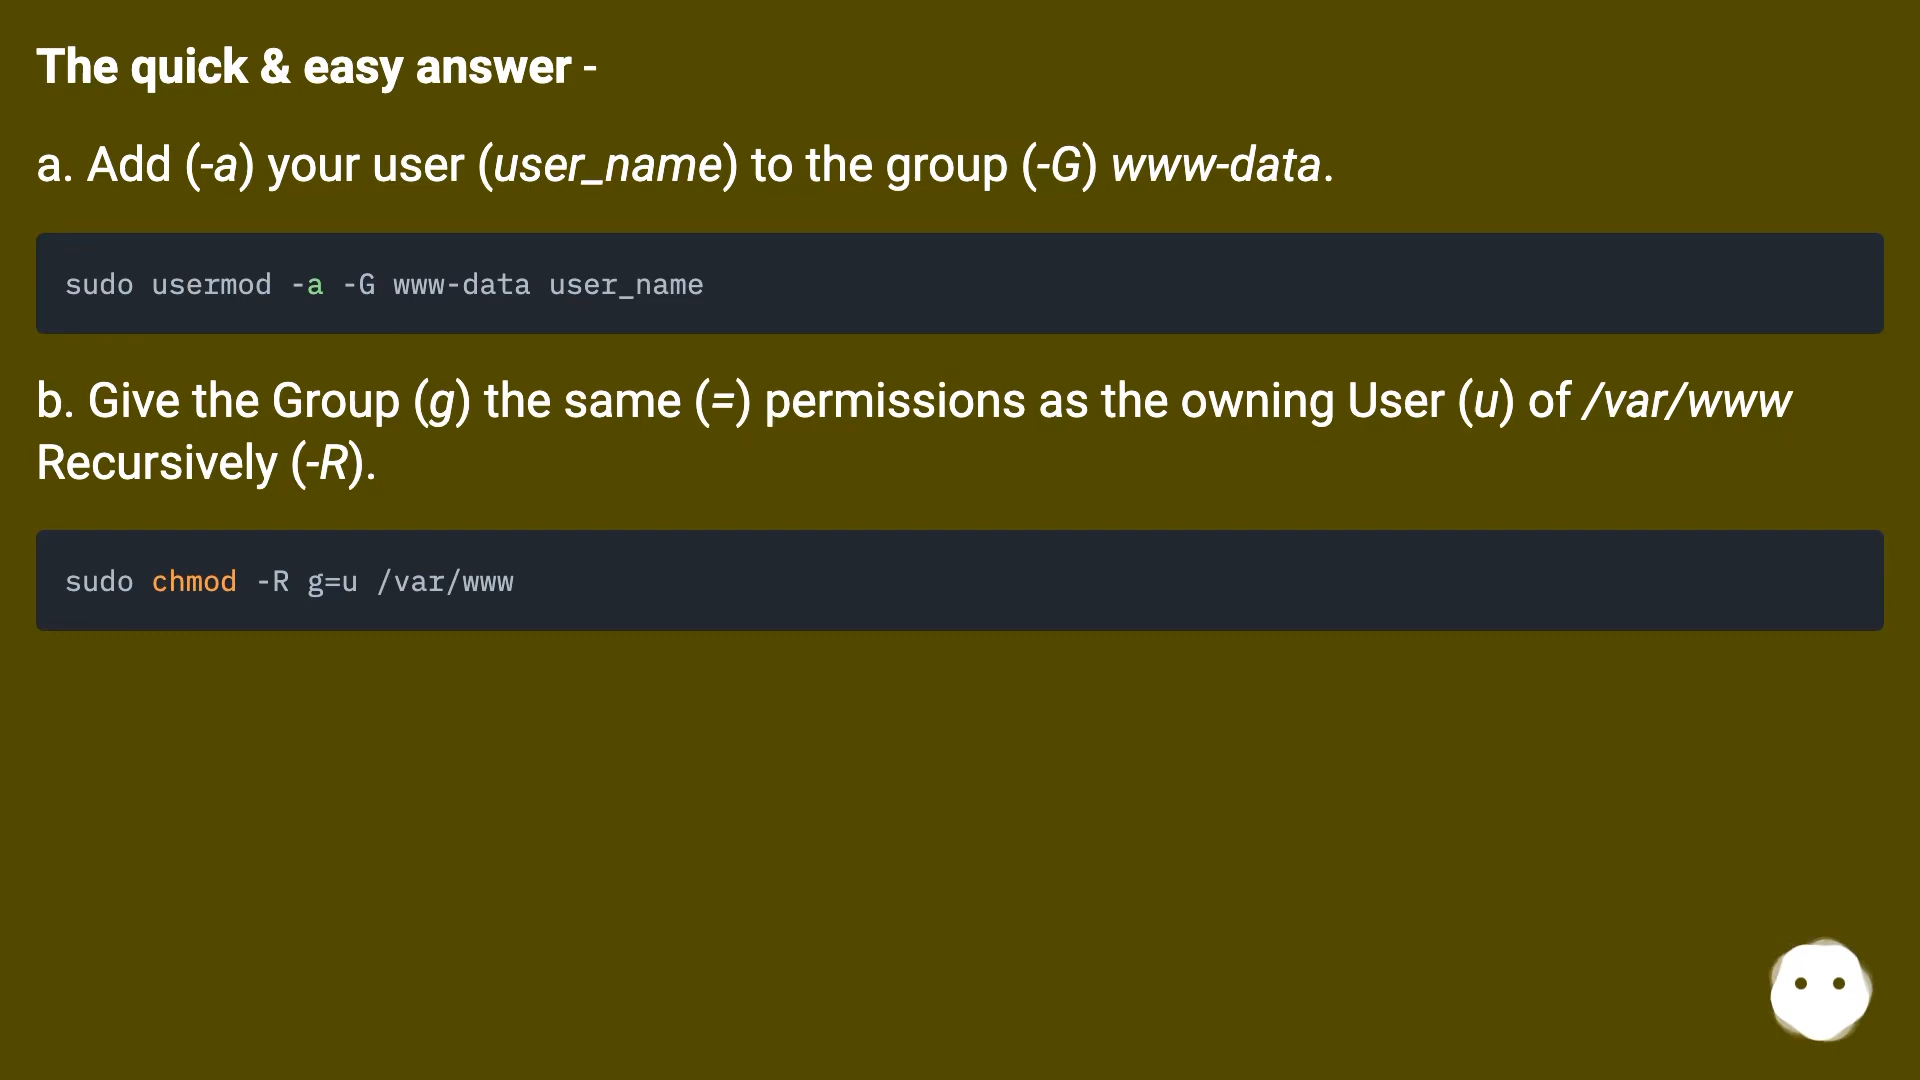 The quick & easy answer -
a. Add (-a) your user (user_name) to the group (-G) www-data.
sudo usermod -a -G www-data user_name
b. Give the Group (g) the same (=) permissions as the owning User (u) of /var/www
Recursively (-R).
sudo chmod -R g=u /var/www